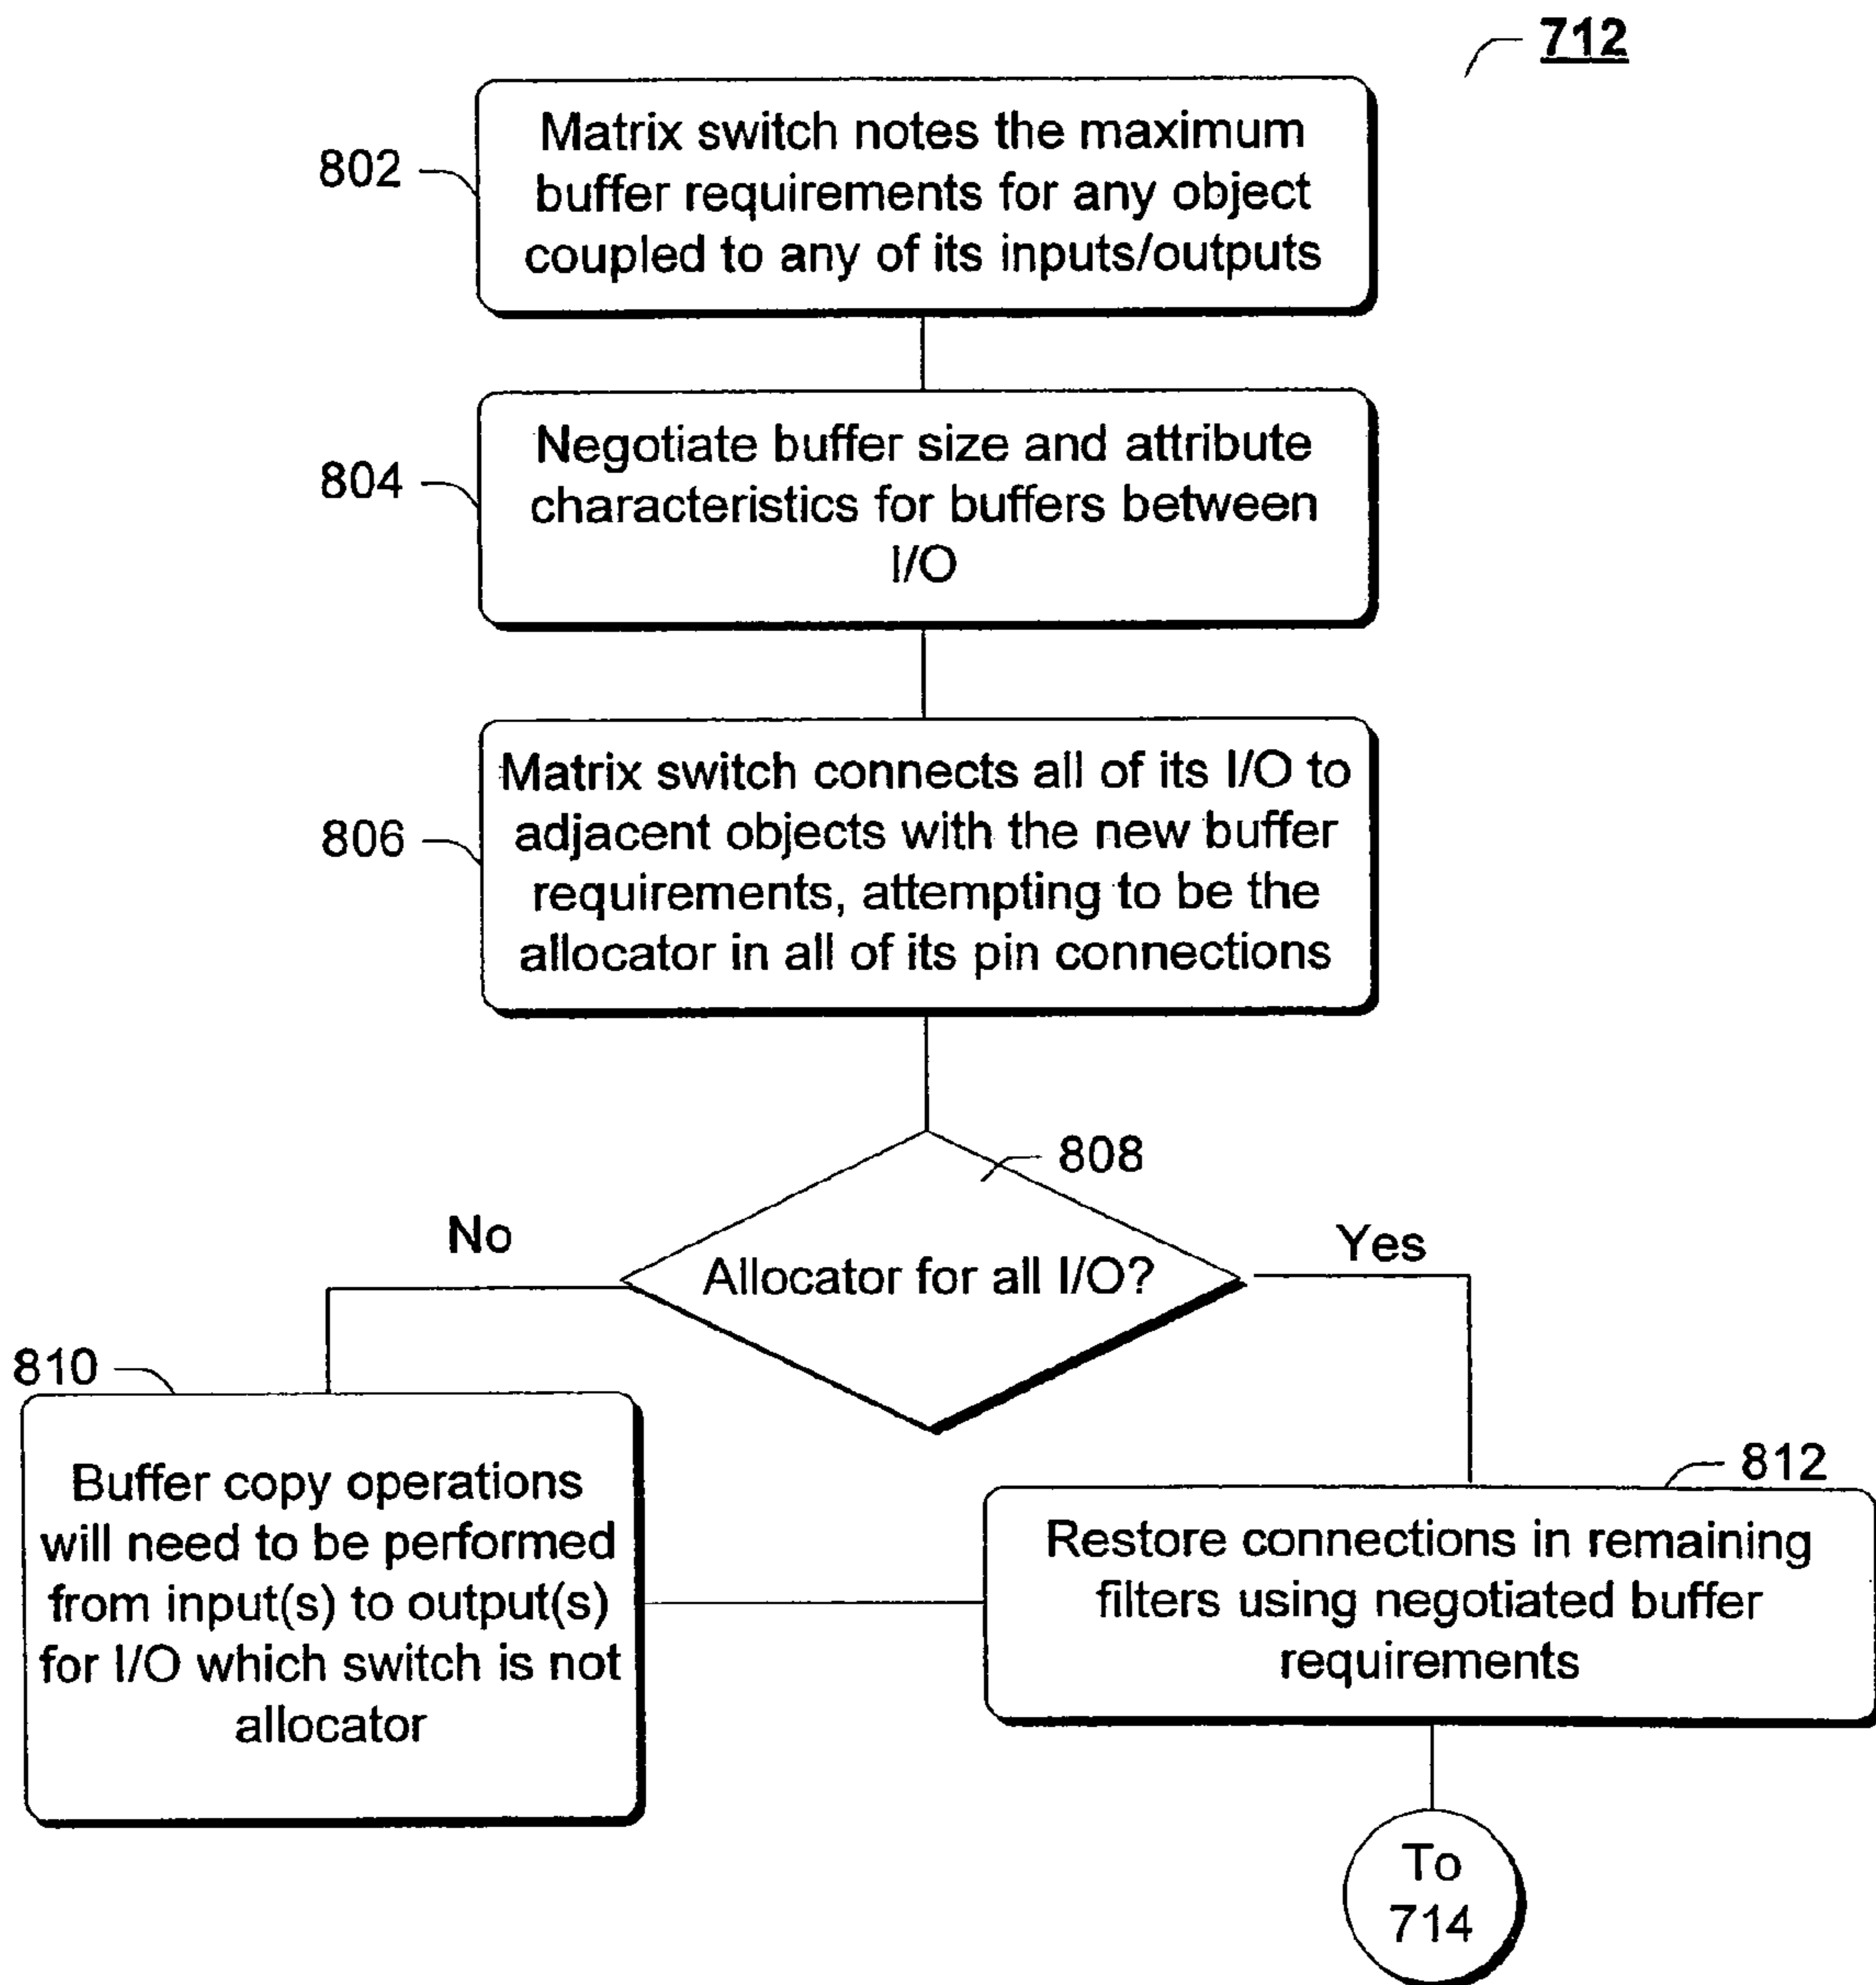 712
802
Matrix switch notes the maximum
buffer requirements for any object
coupled to any of its inputs/outputs
804
Negotiate buffer size and attribute
characteristics for buffers between
I/O
806
Matrix switch connects all of its I/O to
adjacent objects with the new buffer
requirements, attempting to be the
allocator in all of its pin connections
808
Allocator for all I/O?
No
Yes
810
Buffer copy operations
will need to be performed
from input(s) to output(s)
for I/O which switch is not
allocator
812
Restore connections in remaining
filters using negotiated buffer
requirements
To
714